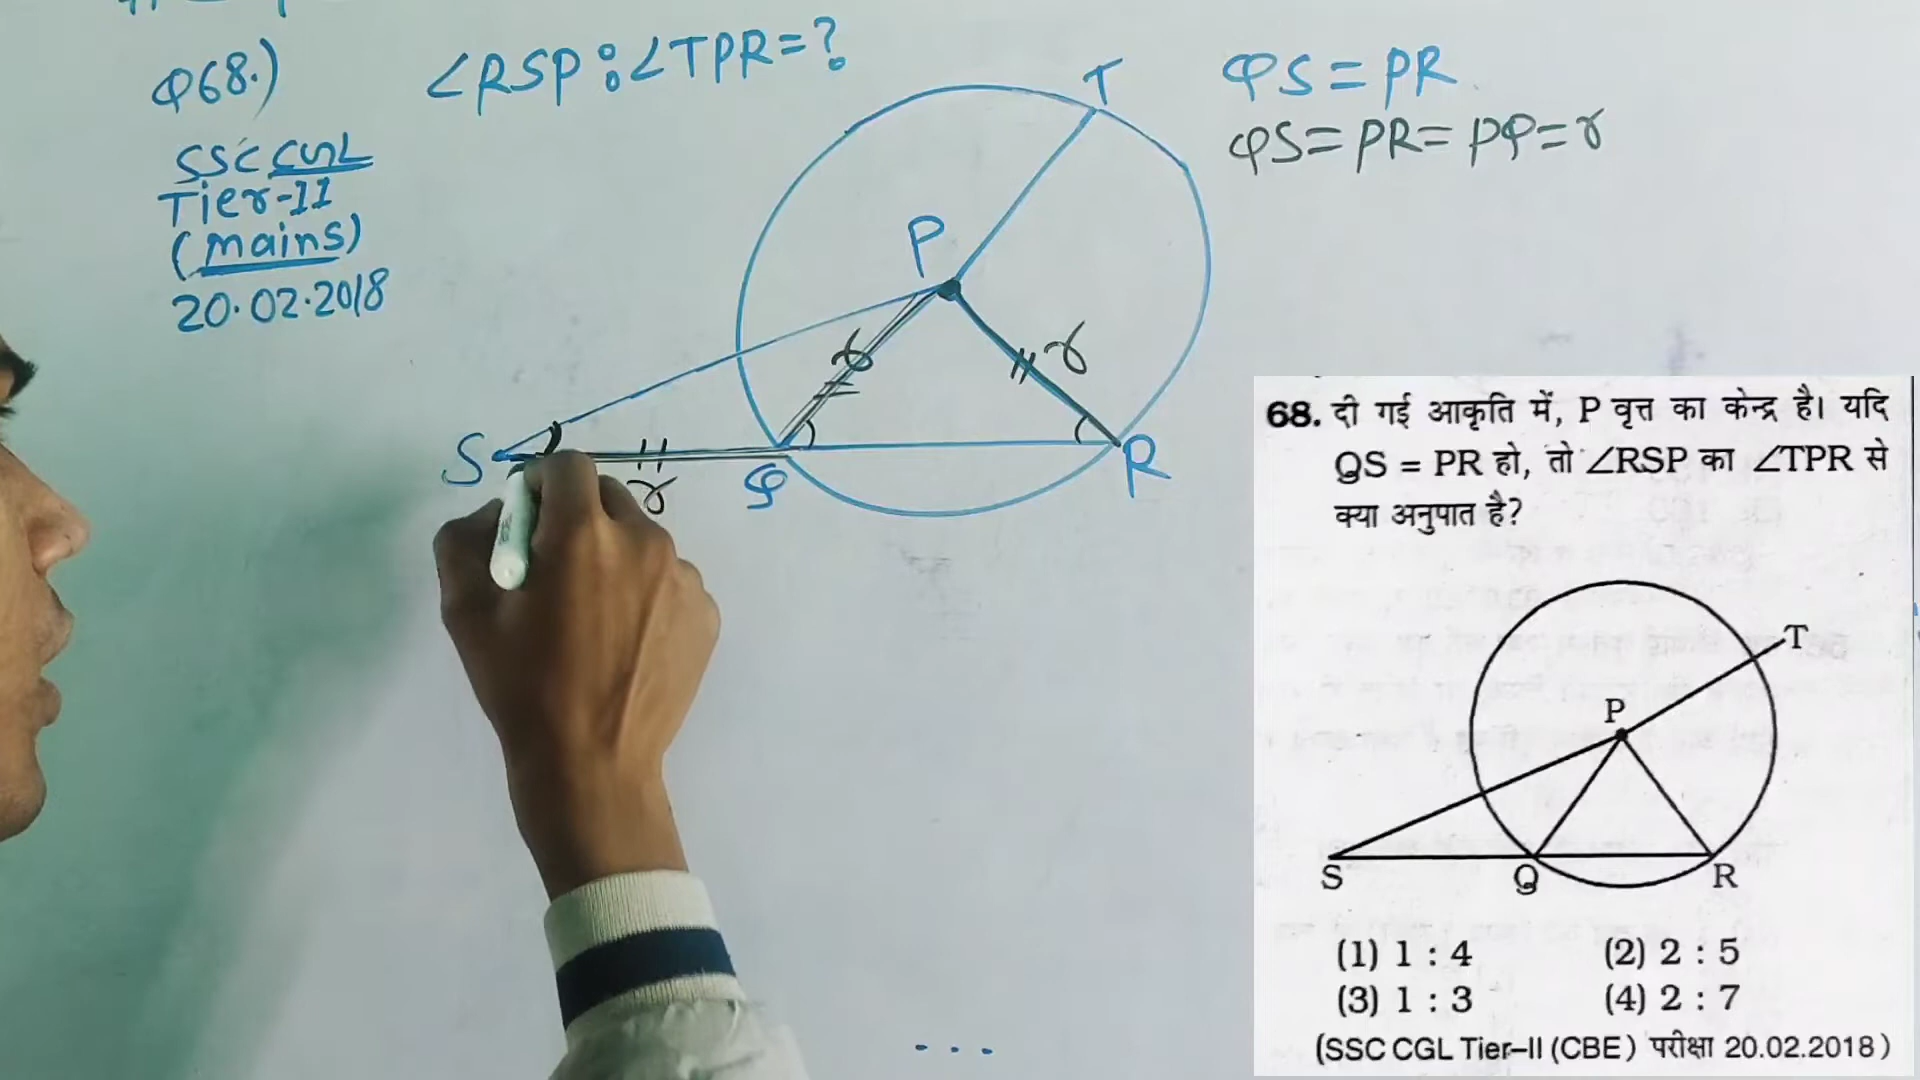 Q68.)
∠RSP:∠TPR=?
SSC CGL
Tier-II
(mains)
20.02.2018
QS=PR
QS=PR=PQ=r
T
P
r
r
S
r
Q
R
68. दी गई आकृति में, P वृत्त का केन्द्र है। यदि
QS = PR हो, तो ∠RSP का ∠TPR से
क्या अनुपात है?
T
P
S
Q
R
(1) 1 : 4
(2) 2 : 5
(3) 1 : 3
(4) 2 : 7
(SSC CGL Tier-II (CBE) परीक्षा 20.02.2018)